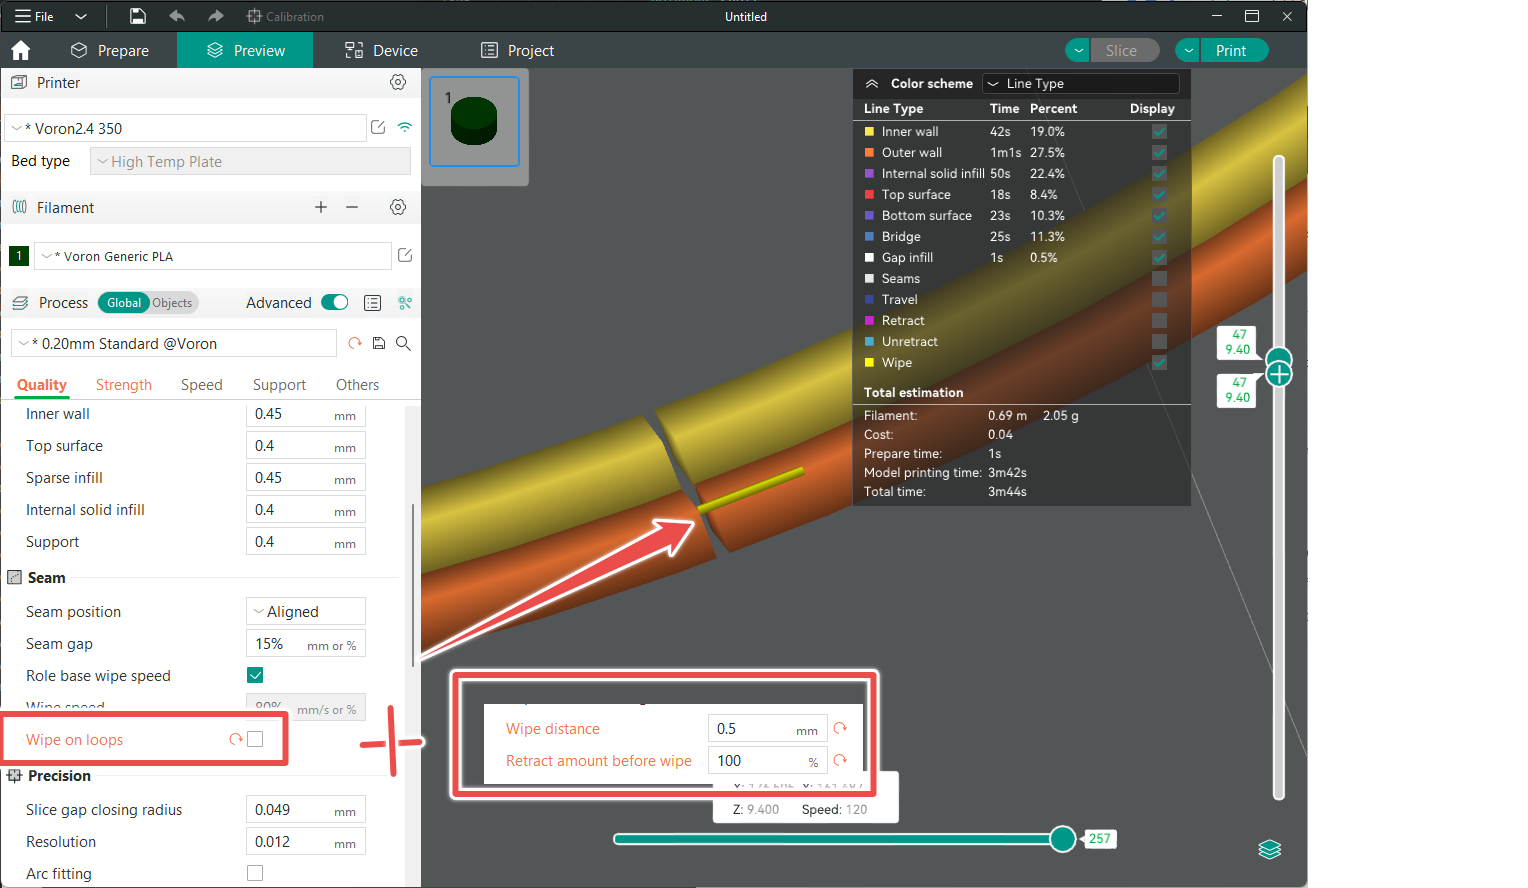 File
Calibration
Untitled
Prepare
Preview
Device
Project
Slice
Print
Printer
* Voron2.4 350
Bed type
High Temp Plate
Filament
1
* Voron Generic PLA
Process
Global
Objects
Advanced
* 0.20mm Standard @Voron
Quality
Strength
Speed
Support
Others
Inner wall 0.45 mm
Top surface 0.4 mm
Sparse infill 0.45 mm
Internal solid infill 0.4 mm
Support 0.4 mm
Seam
Seam position Aligned
Seam gap 15% mm or %
Role base wipe speed
Wipe speed 80% mm/s or %
Wipe on loops
Precision
Slice gap closing radius 0.049 mm
Resolution 0.012 mm
Arc fitting
1
Color scheme Line Type
Line Type Time Percent Display
Inner wall 42s 19.0%
Outer wall 1m1s 27.5%
Internal solid infill 50s 22.4%
Top surface 18s 8.4%
Bottom surface 23s 10.3%
Bridge 25s 11.3%
Gap infill 1s 0.5%
Seams
Travel
Retract
Unretract
Wipe
Total estimation
Filament: 0.69 m 2.05 g
Cost: 0.04
Prepare time: 1s
Model printing time: 3m42s
Total time: 3m44s
47
9.40
47
9.40
Wipe distance 0.5 mm
Retract amount before wipe 100 %
Z: 9.400 Speed: 120
257